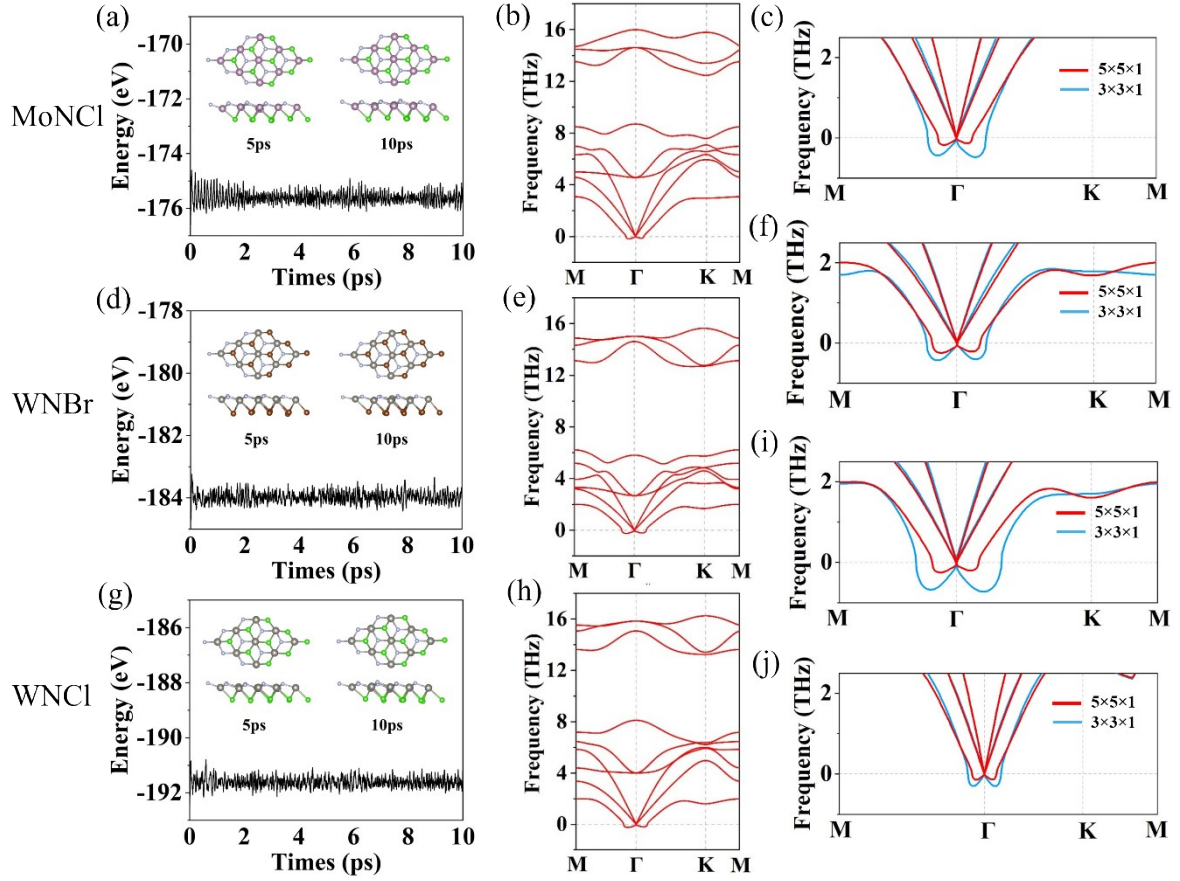 (a)
(b)
(c)
MoNCl
Energy (eV)
-170
-172
-174
-176
5ps
10ps
0 2 4 6 8 10
Times (ps)
Frequency (THz)
16
12
8
4
0
M Γ K M
Frequency (THz)
2
0
5×5×1
3×3×1
M Γ K M
(d)
(e)
(f)
WNBr
Energy (eV)
-178
-180
-182
-184
5ps
10ps
0 2 4 6 8 10
Times (ps)
Frequency (THz)
16
12
8
4
0
M Γ K M
Frequency (THz)
2
0
5×5×1
3×3×1
M Γ K M
(g)
(h)
(i)
WNCl
Energy (eV)
-186
-188
-190
-192
5ps
10ps
0 2 4 6 8 10
Times (ps)
Frequency (THz)
16
12
8
4
0
M Γ K M
Frequency (THz)
2
0
5×5×1
3×3×1
M Γ K M
(j)
Frequency (THz)
2
0
5×5×1
3×3×1
M Γ K M